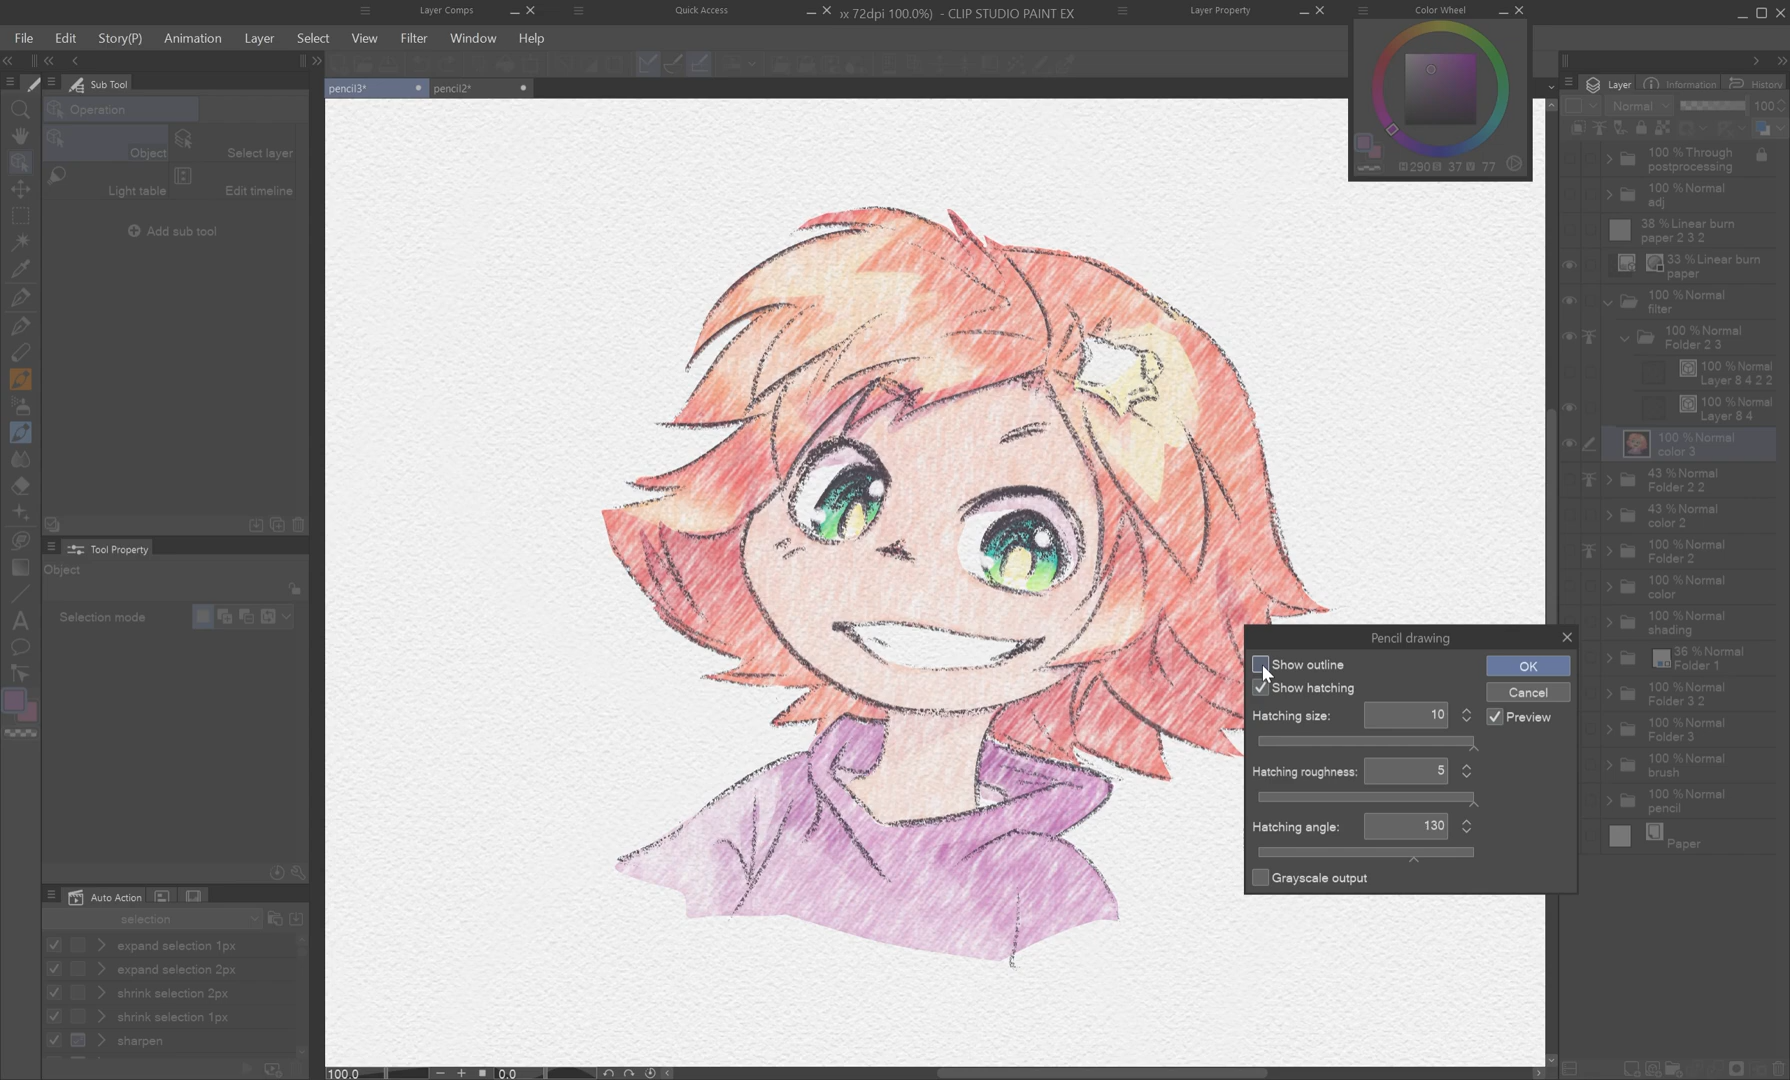 Layer Comps
Quick Access
px 72dpi 100.0%) - CLIP STUDIO PAINT EX
Layer Property
Color Wheel
File Edit Story(P) Animation Layer Select View Filter Window Help
Sub Tool
pencil3*
pencil2*
Operation
Object
Select layer
Light table
Edit timeline
Add sub tool
290 37 77
Layer
Information
History
Normal 100
100 % Through
postprocessing
100 % Normal
adj
38 % Linear burn
paper 2 3 2
33 % Linear burn
paper
100 % Normal
filter
100 % Normal
Folder 2 3
100 % Normal
Layer 8 4 2 2
100 % Normal
Layer 8 4
100 % Normal
color 3
43 % Normal
Folder 2 2
43 % Normal
color 2
100 % Normal
Folder 2
100 % Normal
color
100 % Normal
shading
36 % Normal
Folder 1
100 % Normal
Folder 3 2
100 % Normal
Folder 3
100 % Normal
brush
100 % Normal
pencil
Paper
Tool Property
Object
Selection mode
Pencil drawing
Show outline
OK
Show hatching
Cancel
Hatching size: 10
Preview
Hatching roughness: 5
Hatching angle: 130
Grayscale output
Auto Action
selection
expand selection 1px
expand selection 2px
shrink selection 2px
shrink selection 1px
sharpen
100.0
0.0